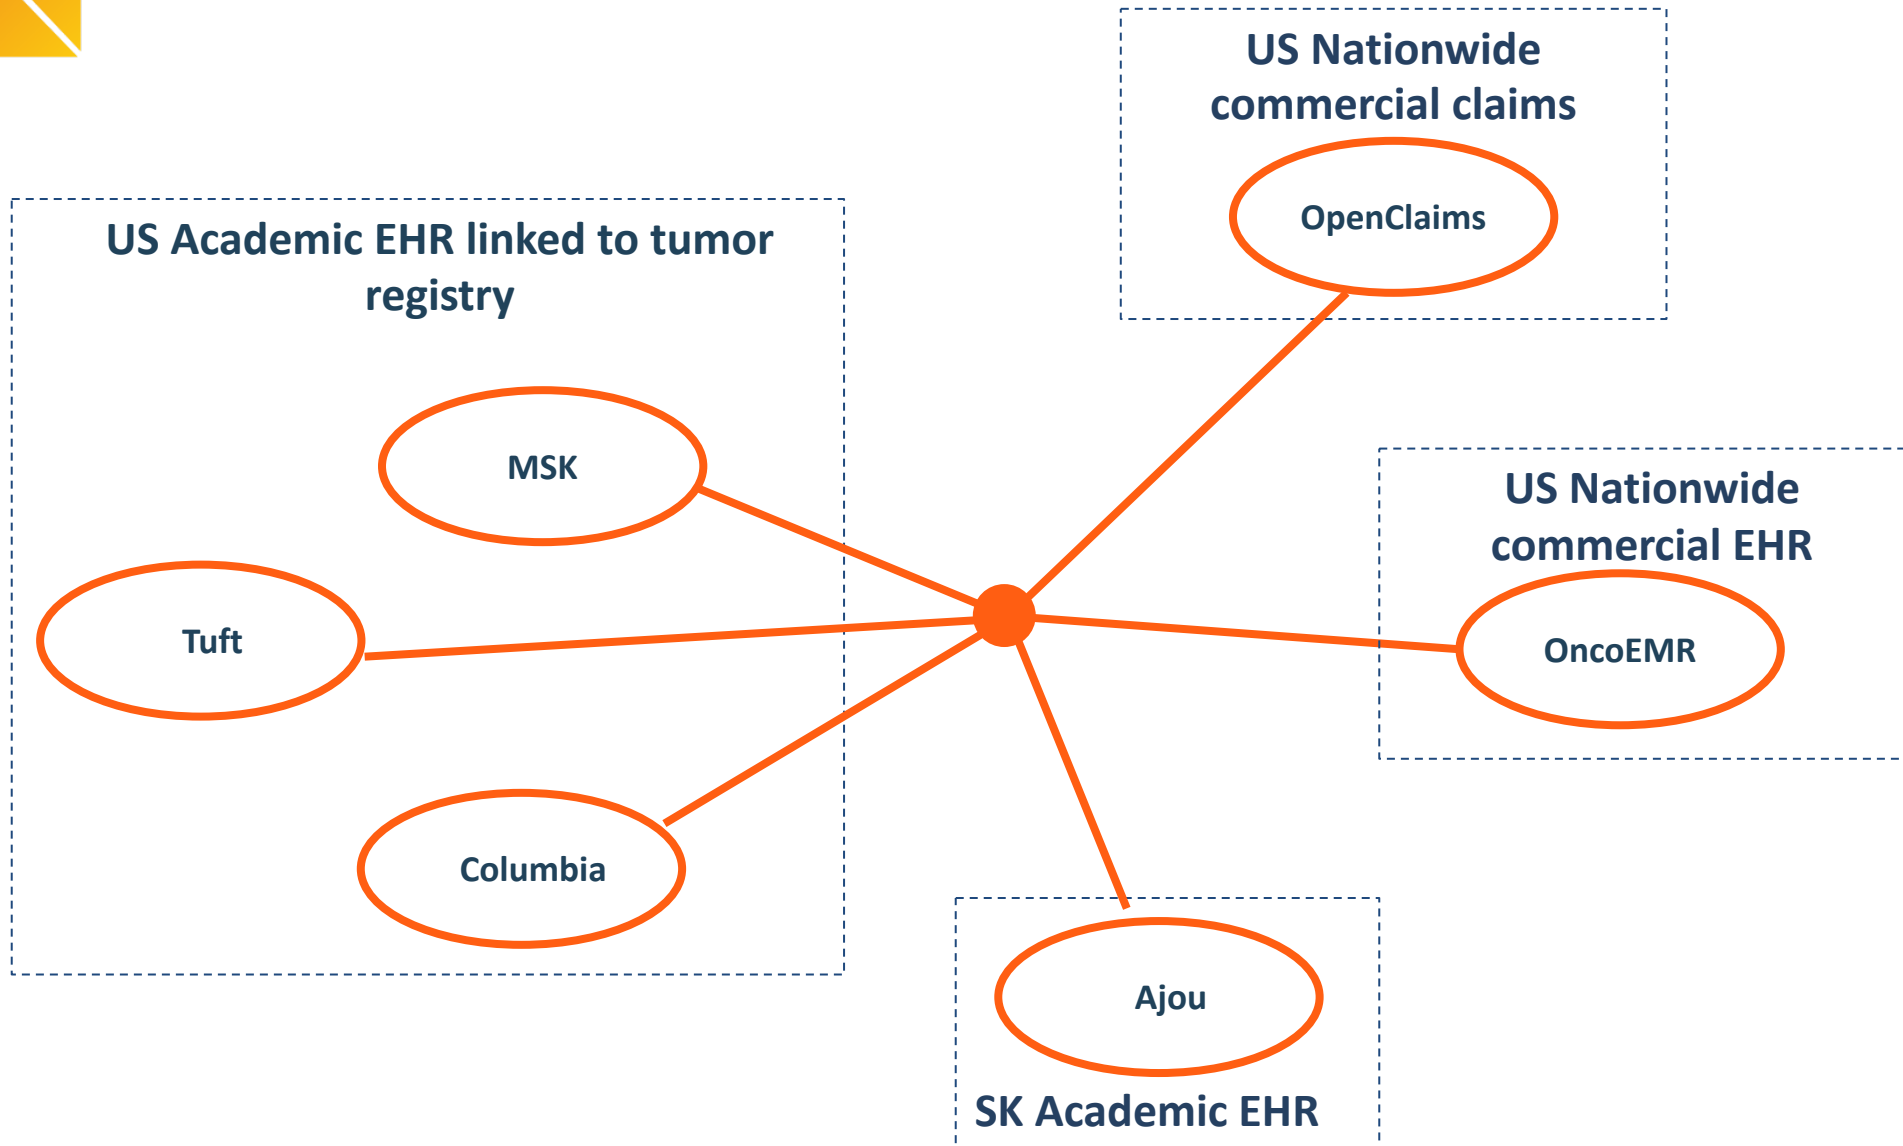 US Nationwide
commercial claims
OpenClaims
US Academic EHR linked to tumor
registry
MSK
Tuft
Columbia
US Nationwide
commercial EHR
OncoEMR
Ajou
SK Academic EHR